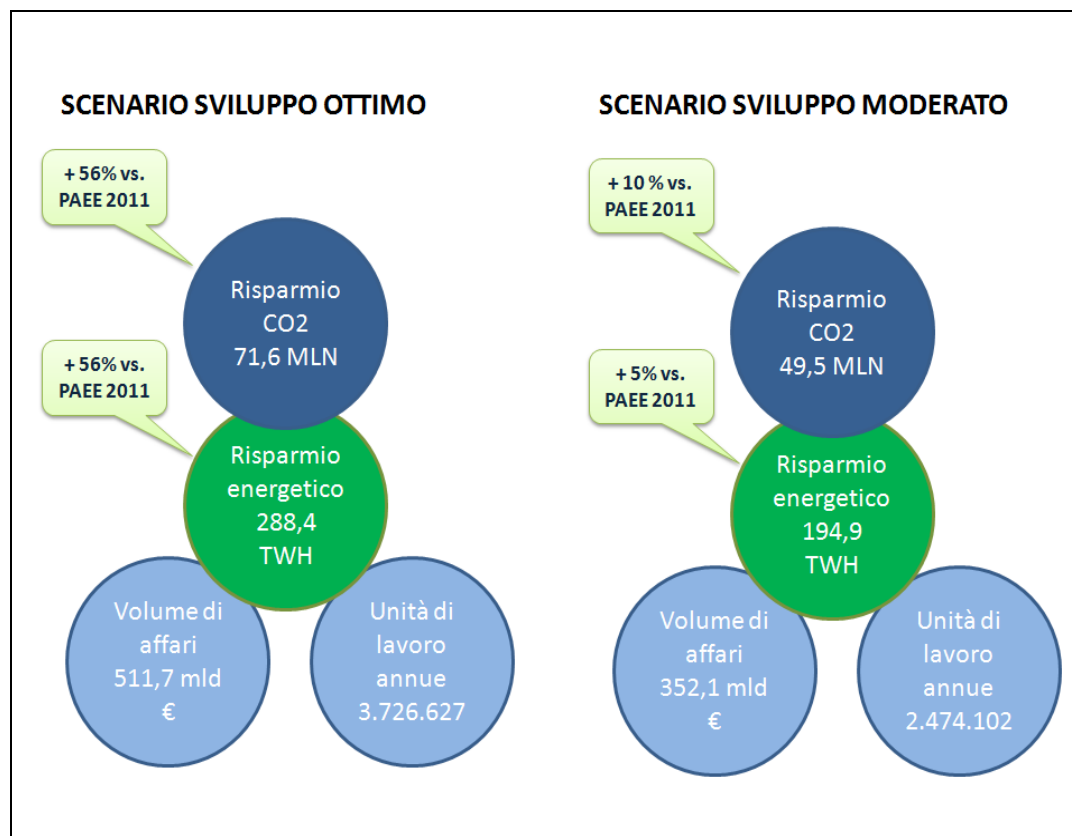 SCENARIO SVILUPPO OTTIMO
+ 56% vs.
PAEE 2011
Risparmio
CO2
71,6 MLN
+ 56% vs.
PAEE 2011
Risparmio
energetico
288,4
TWH
Volume di
affari
511,7 mld
€
Unità di
lavoro
annue
3.726.627
SCENARIO SVILUPPO MODERATO
+ 10 % vs.
PAEE 2011
Risparmio
CO2
49,5 MLN
+ 5% vs.
PAEE 2011
Risparmio
energetico
194,9
TWH
Volume di
affari
352,1 mld
€
Unità di
lavoro
annue
2.474.102